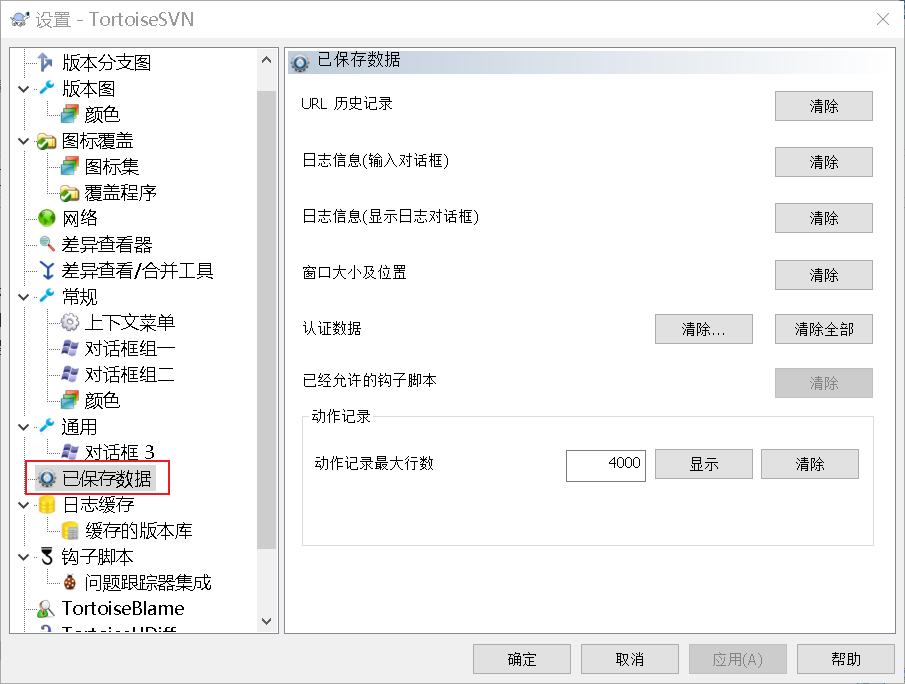 设置 - TortoiseSVN
版本分支图
版本图
颜色
图标覆盖
图标集
覆盖程序
网络
差异查看器
差异查看/合并工具
常规
上下文菜单
对话框组一
对话框组二
颜色
通用
对话框 3
已保存数据
日志缓存
缓存的版本库
钩子脚本
问题跟踪器集成
TortoiseBlame
TortoiseUDiff
已保存数据
URL 历史记录
清除
日志信息(输入对话框)
清除
日志信息(显示日志对话框)
清除
窗口大小及位置
清除
认证数据
清除...
清除全部
已经允许的钩子脚本
清除
动作记录
动作记录最大行数
4000
显示
清除
确定
取消
应用(A)
帮助